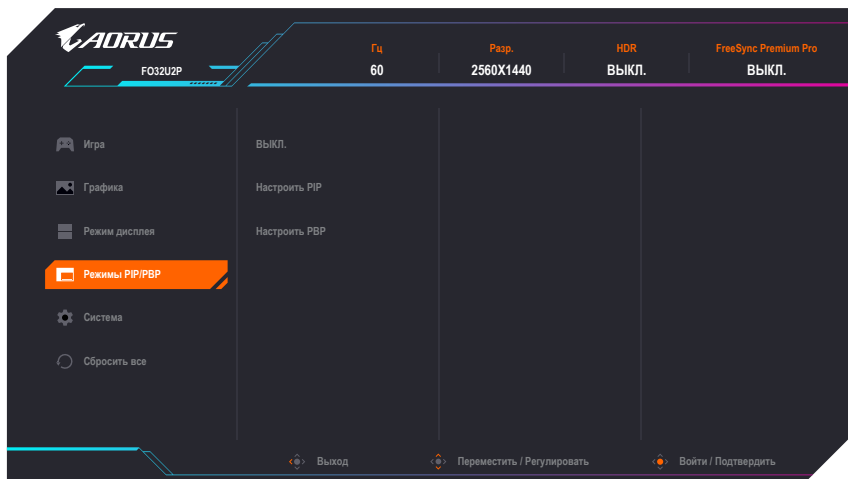 AORUS
FO32U2P
Гц
Разр.
HDR
FreeSync Premium Pro
60
2560X1440
ВЫКЛ.
ВЫКЛ.
Игра
ВЫКЛ.
Графика
Настроить PIP
Режим дисплея
Настроить PBP
Режимы PIP/PBP
Система
Сбросить все
Выход
Переместить / Регулировать
Войти / Подтвердить